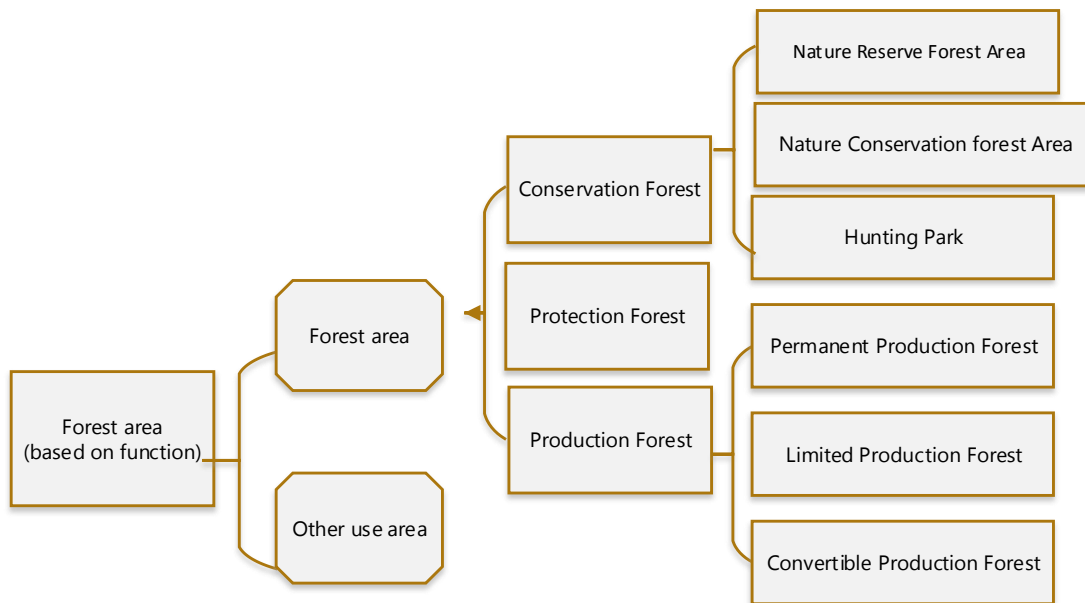 Forest area
(based on function)
Forest area
Other use area
Conservation Forest
Protection Forest
Production Forest
Nature Reserve Forest Area
Nature Conservation forest Area
Hunting Park
Permanent Production Forest
Limited Production Forest
Convertible Production Forest